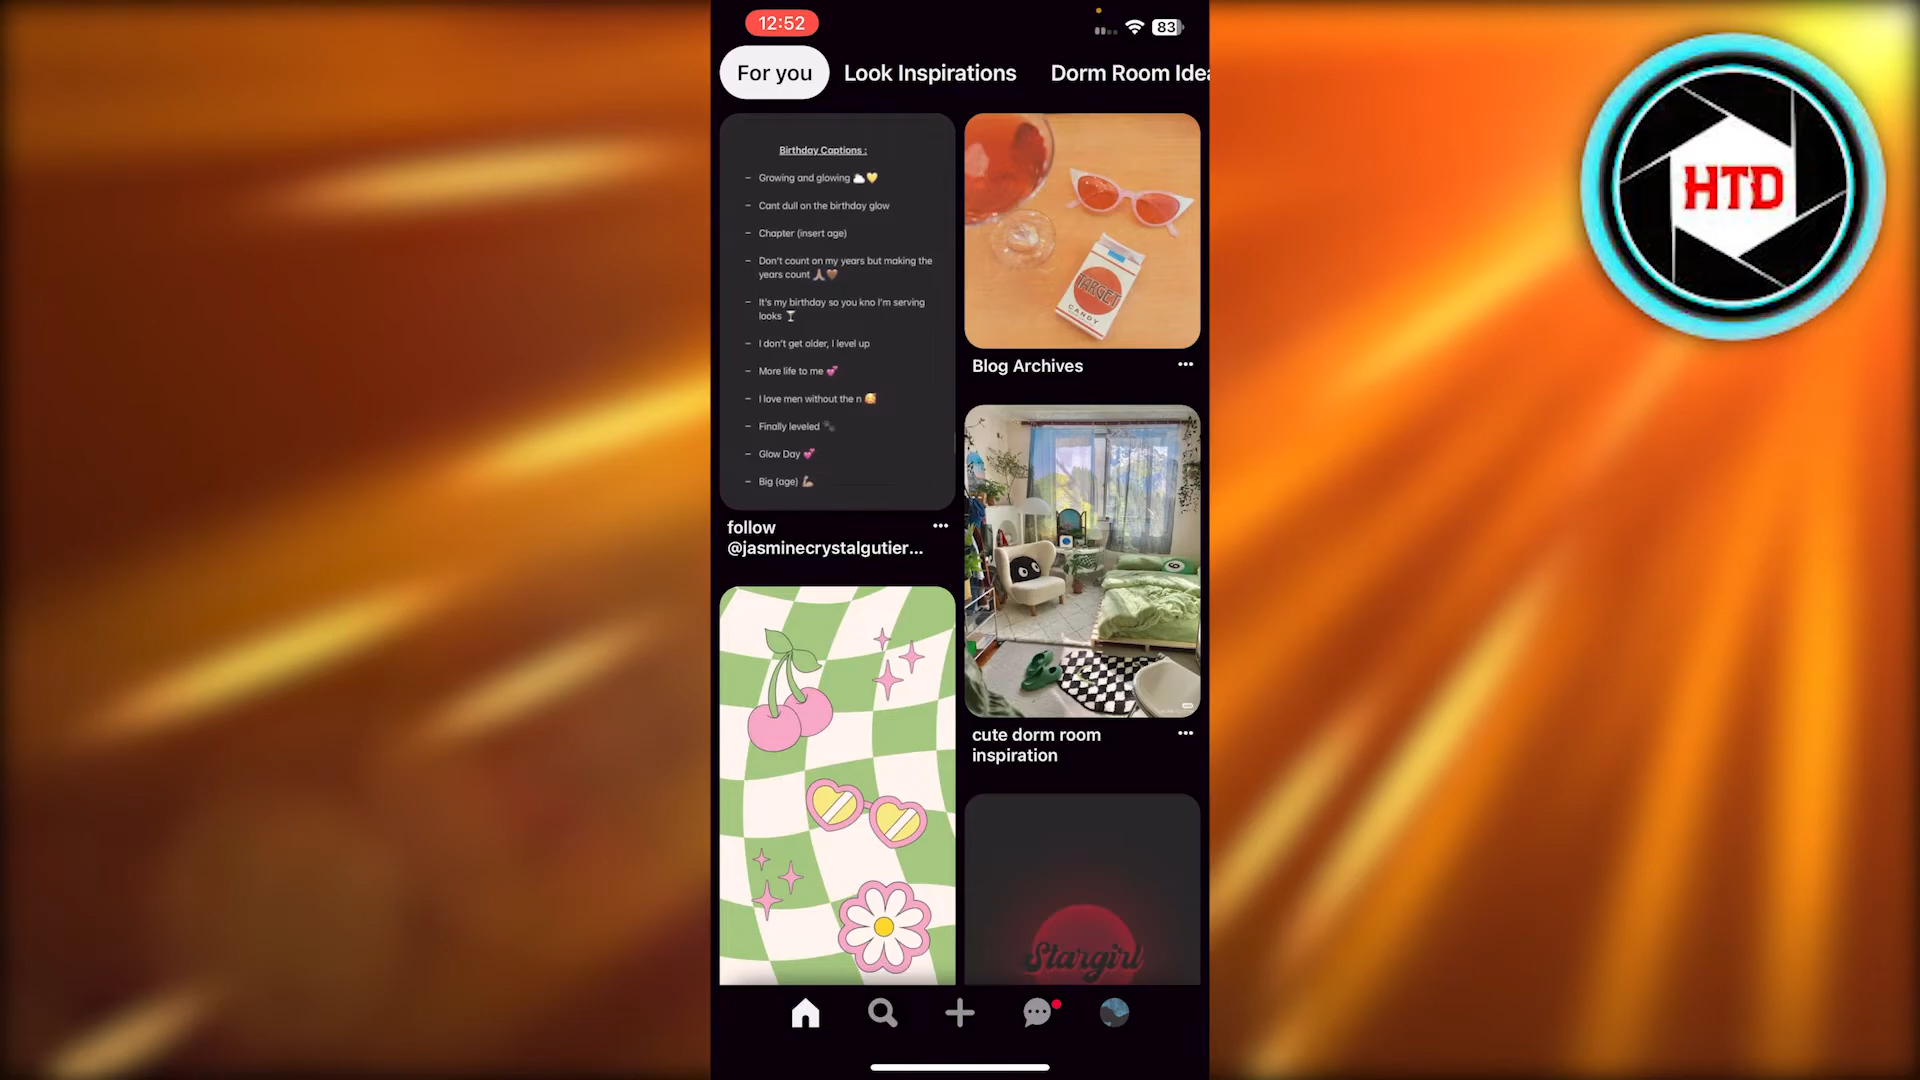 12:52
83
For you
Look Inspirations
Dorm Room Idea
HTD
Birthday Captions :
– Growing and glowing ☁️💛
– Cant dull on the birthday glow
– Chapter (insert age)
– Don't count on my years but making the
years count 🙏🏾🤎
– It's my birthday so you kno I'm serving
looks 🍸
– I don't get older, I level up
– More life to me 💞
– I love men without the n 🥰
– Finally leveled
– Glow Day 💞
– Big (age) 💪🏽
follow
@jasminecrystalgutier...
TARGET
CANDY
Blog Archives
cute dorm room
inspiration
Stargirl